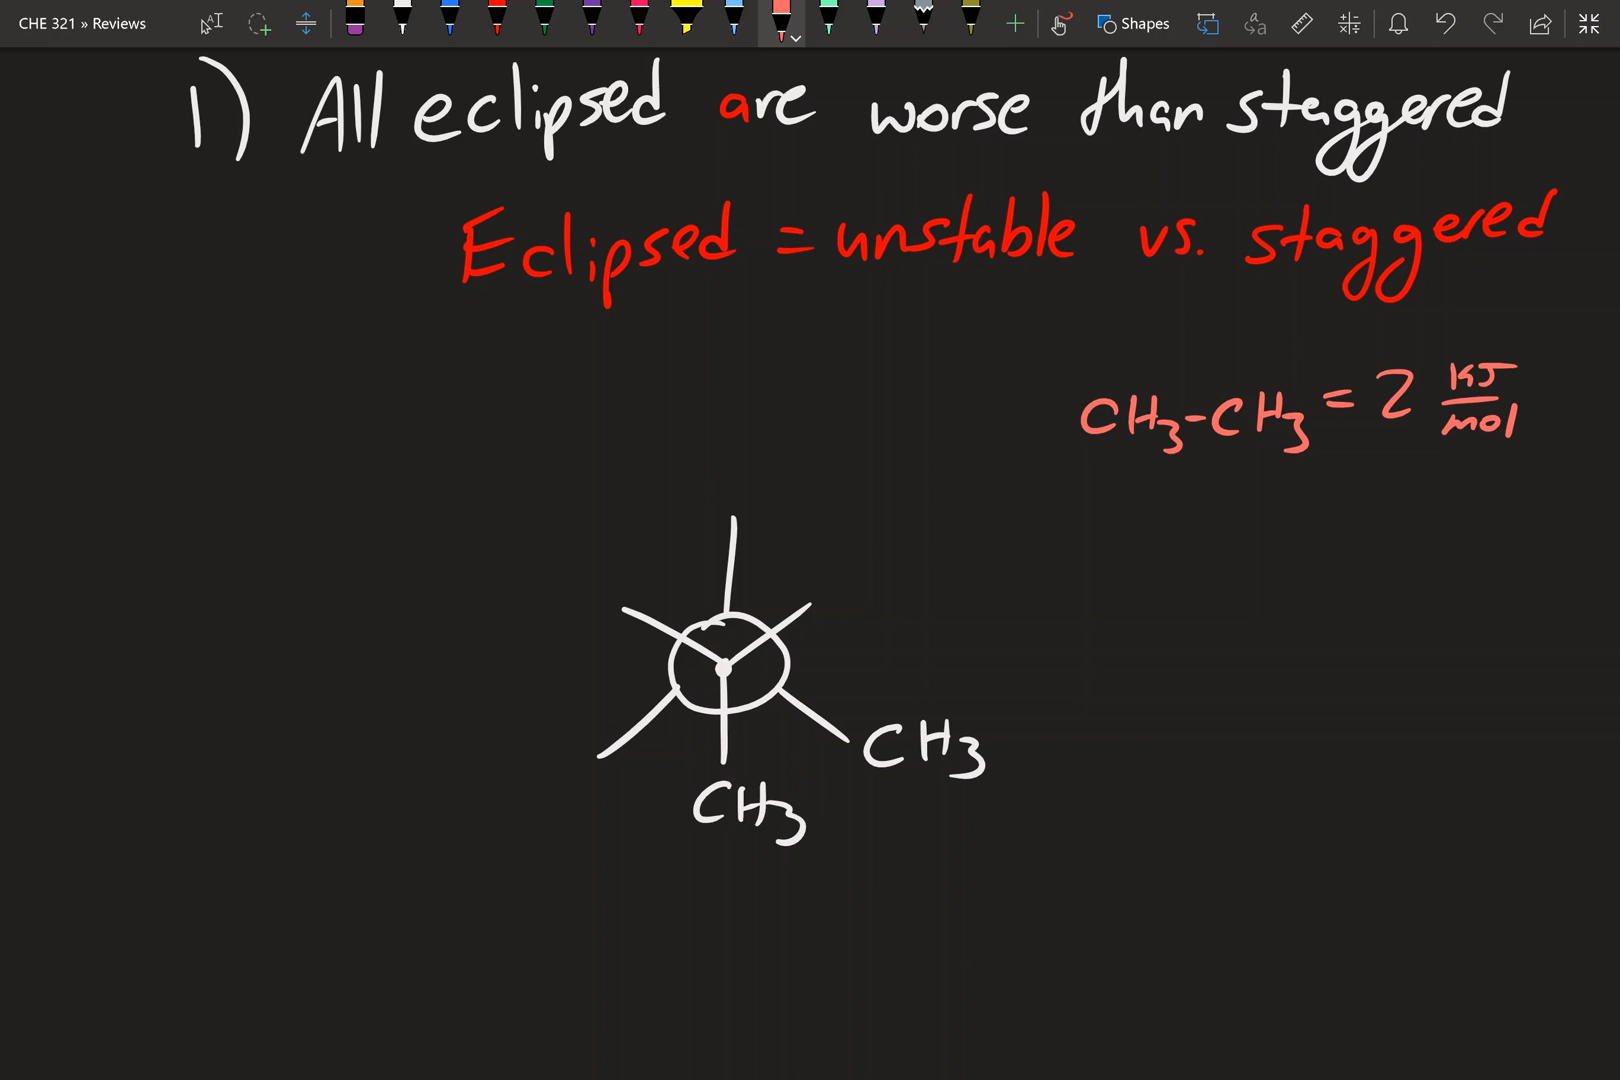 CHE 321 » Reviews
Shapes
1) All eclipsed are worse than staggered
Eclipsed = unstable vs. staggered
CH3-CH3 = 2 KJ/mol
CH3
CH3